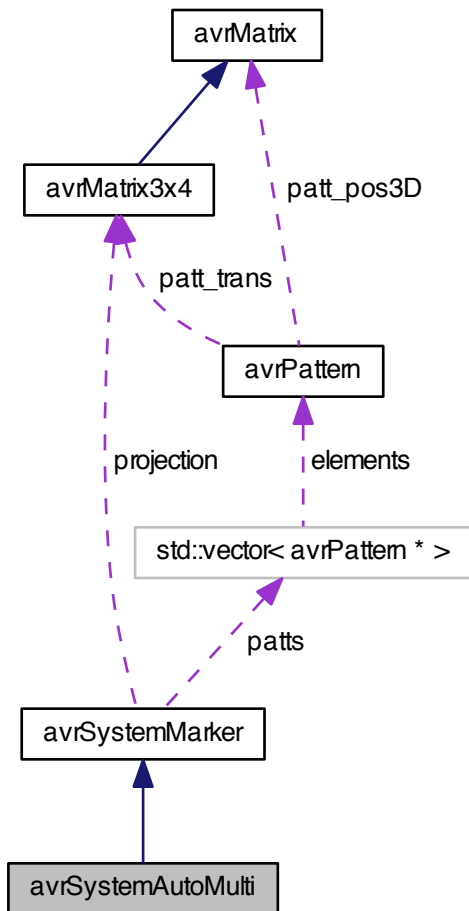 avrMatrix
avrMatrix3x4
patt_pos3D
patt_trans
avrPattern
projection
elements
std::vector< avrPattern * >
patts
avrSystemMarker
avrSystemAutoMulti